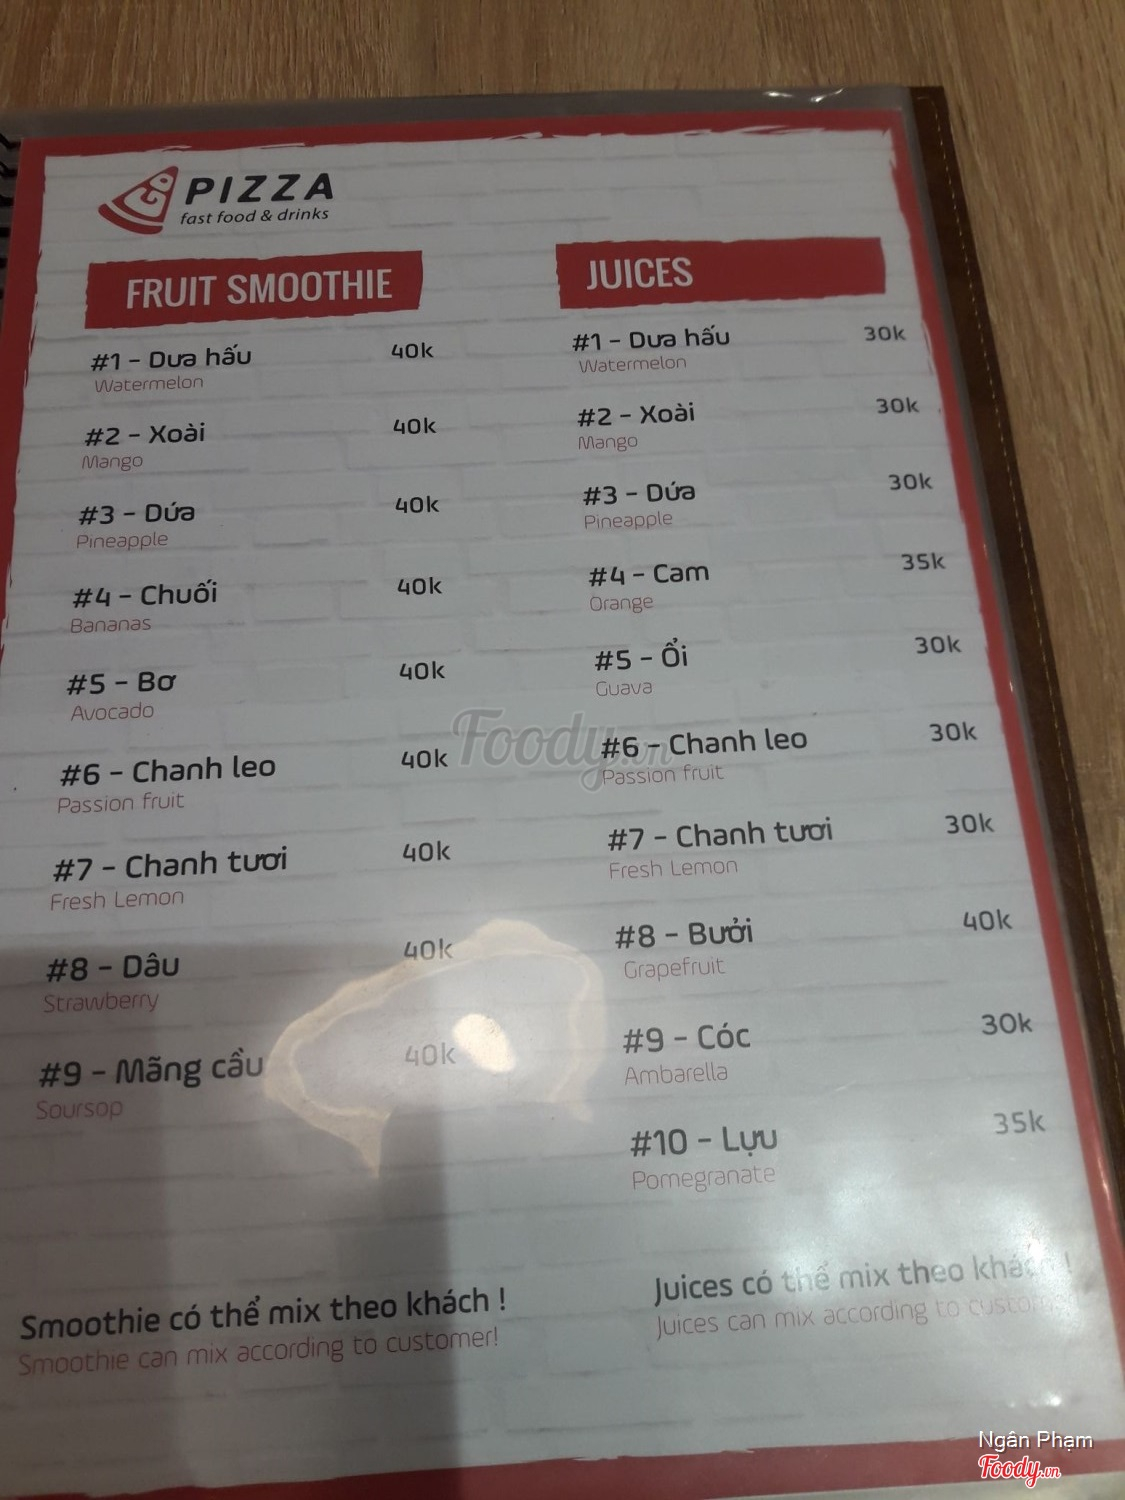 GO PIZZA
fast food & drinks
FRUIT SMOOTHIE
#1 - Dưa hấu 40k
Watermelon
#2 - Xoài 40k
Mango
#3 - Dứa 40k
Pineapple
#4 - Chuối 40k
Bananas
#5 - Bơ 40k
Avocado
#6 - Chanh leo 40k
Passion fruit
#7 - Chanh tươi 40k
Fresh Lemon
#8 - Dâu 40k
Strawberry
#9 - Mãng cầu 40k
Soursop
Smoothie có thể mix theo khách !
Smoothie can mix according to customer!
JUICES
#1 - Dưa hấu 30k
Watermelon
#2 - Xoài 30k
Mango
#3 - Dứa 30k
Pineapple
#4 - Cam 35k
Orange
#5 - Ổi 30k
Guava
#6 - Chanh leo 30k
Passion fruit
#7 - Chanh tươi 30k
Fresh Lemon
#8 - Bưởi 40k
Grapefruit
#9 - Cóc 30k
Ambarella
#10 - Lựu 35k
Pomegranate
Juices có thể mix theo khách !
Juices can mix according to
Foody.vn
Ngân Phạm
Foody.vn